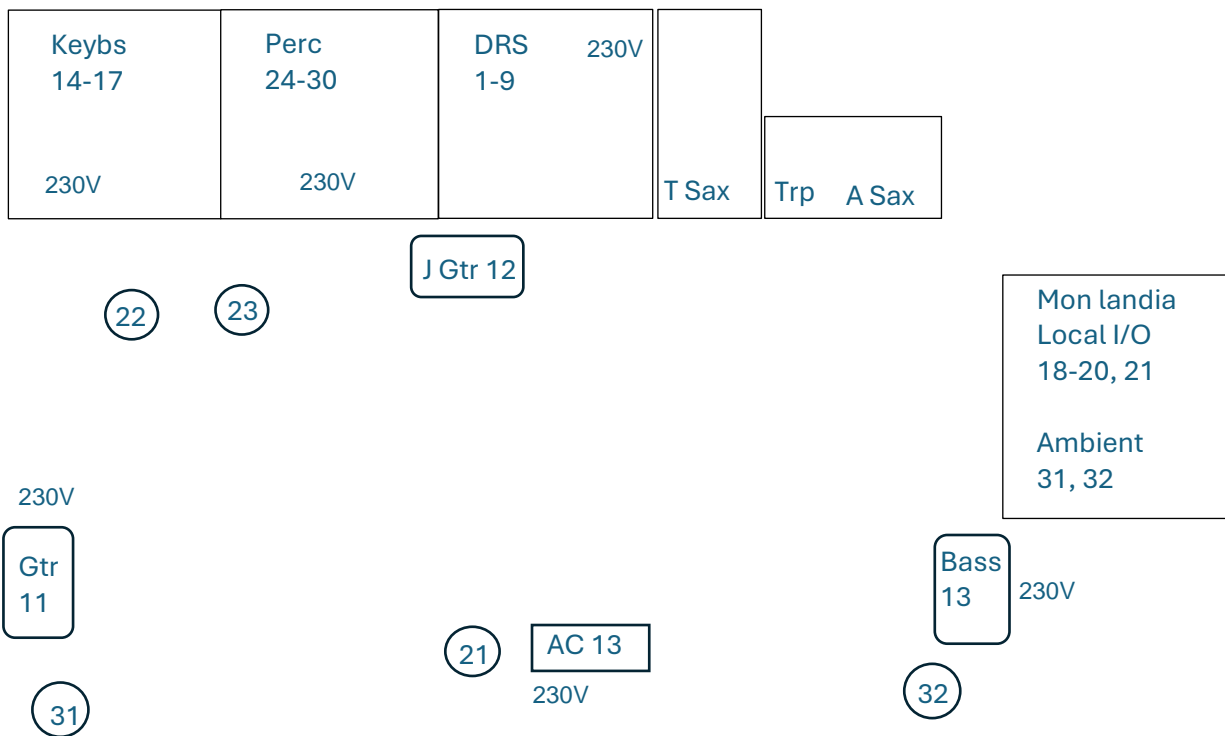 Keybs
14-17
230V
Perc
24-30
230V
DRS
1-9
230V
T Sax
Trp
A Sax
J Gtr 12
22
23
Mon landia
Local I/O
18-20, 21
Ambient
31, 32
230V
Gtr
11
Bass
13
230V
21
AC 13
230V
31
32